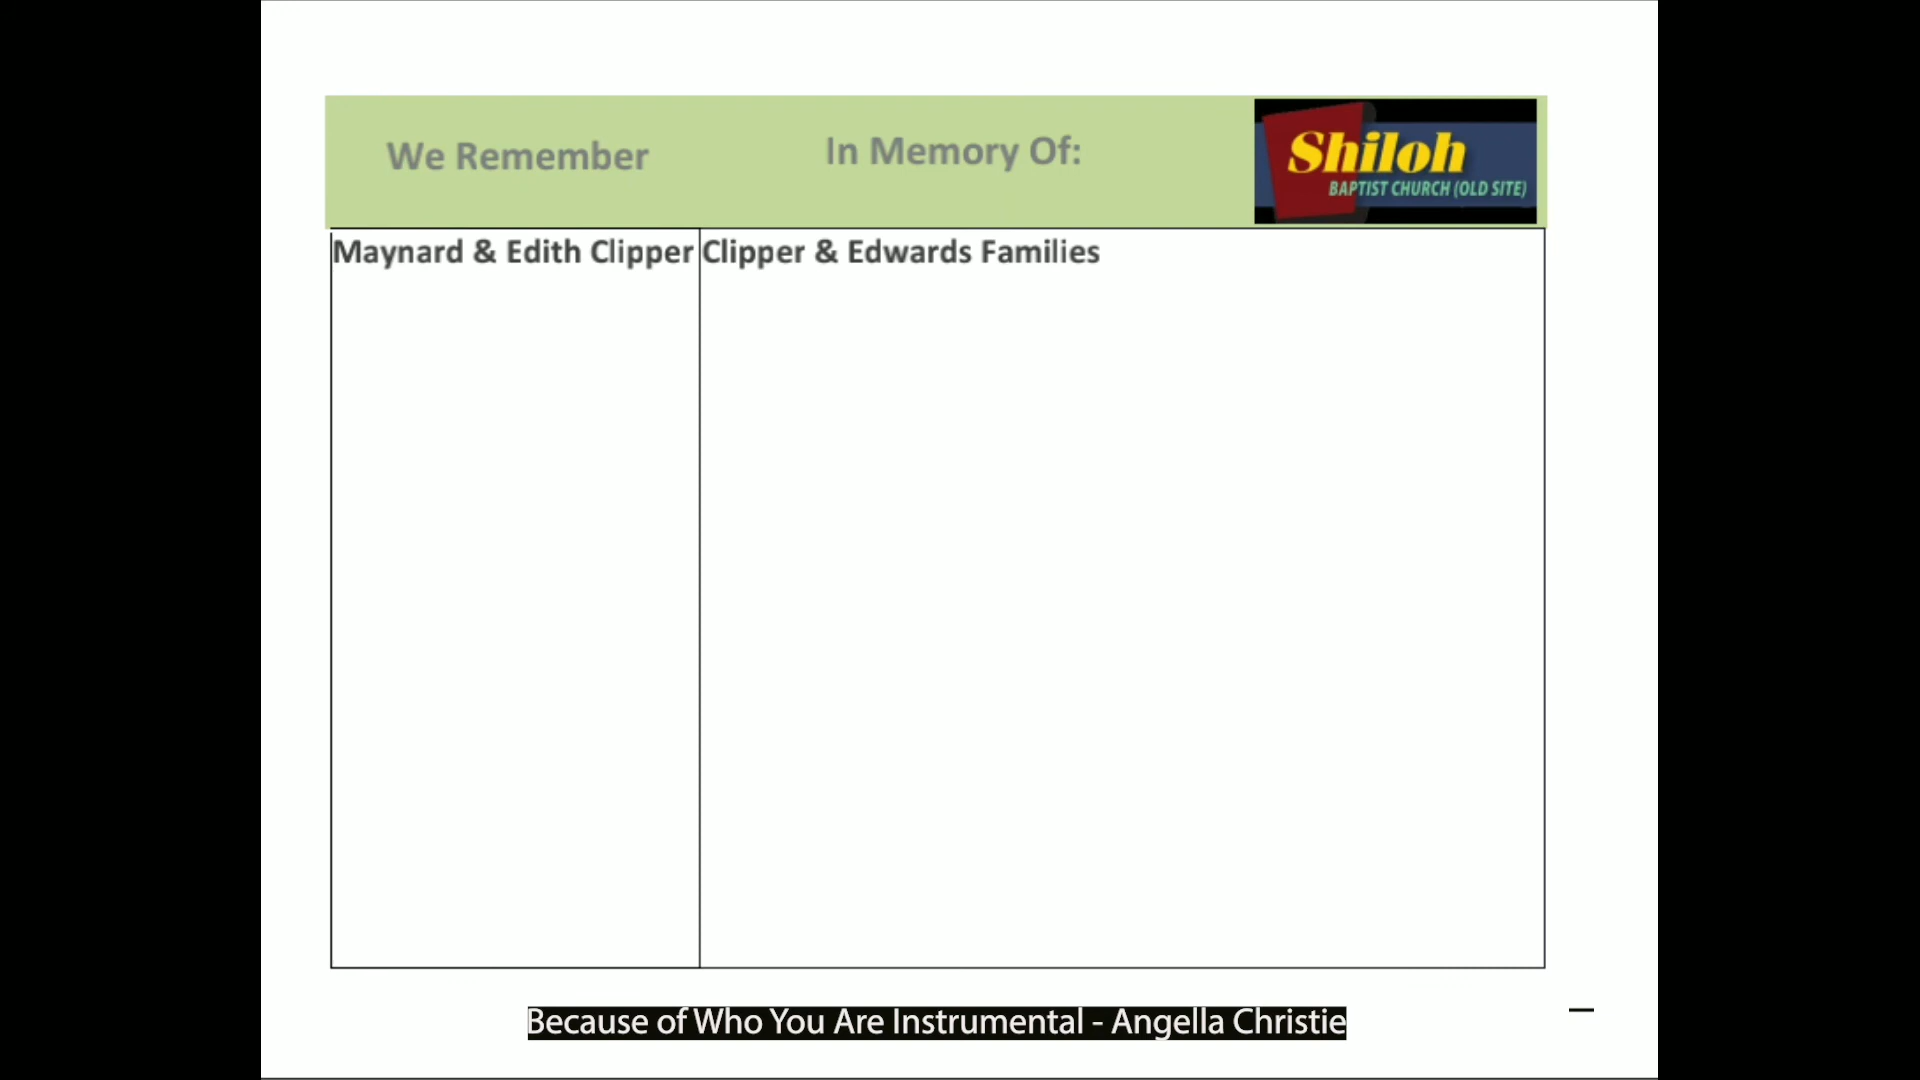 We Remember
In Memory Of:
Shiloh
BAPTIST CHURCH (OLD SITE)
Maynard & Edith Clipper
Clipper & Edwards Families
Because of Who You Are Instrumental - Angella Christie